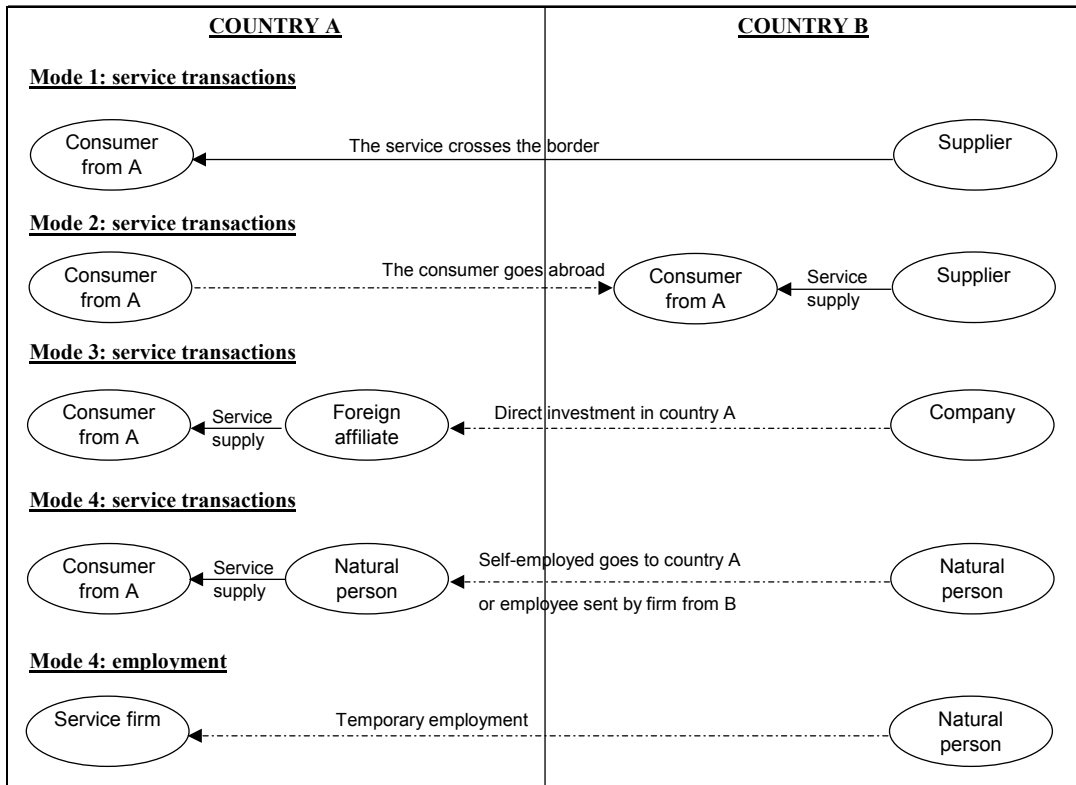 COUNTRY A
COUNTRY B
Mode 1: service transactions
Consumer
from A
The service crosses the border
Supplier
Mode 2: service transactions
Consumer
from A
The consumer goes abroad
Consumer
from A
Service
supply
Supplier
Mode 3: service transactions
Consumer
from A
Service
supply
Foreign
affiliate
Direct investment in country A
Company
Mode 4: service transactions
Consumer
from A
Service
supply
Natural
person
Self-employed goes to country A
or employee sent by firm from B
Natural
person
Mode 4: employment
Service firm
Temporary employment
Natural
person